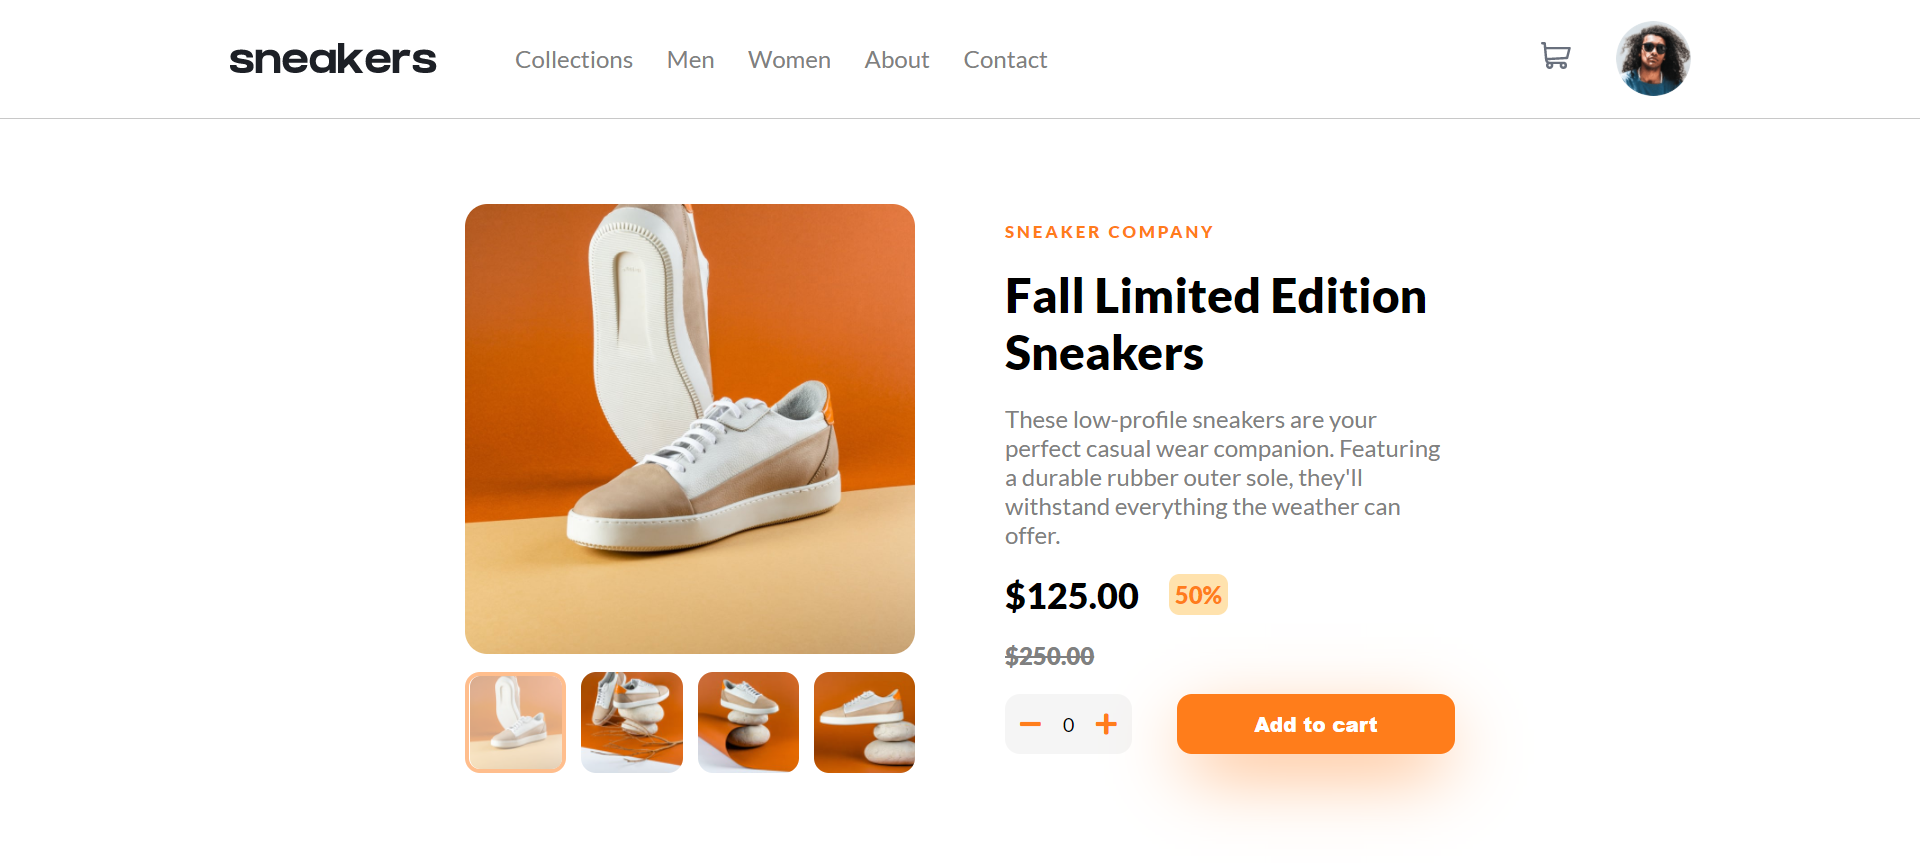 sneakers
Collections Men Women About Contact
SNEAKER COMPANY
Fall Limited Edition
Sneakers
These low-profile sneakers are your
perfect casual wear companion. Featuring
a durable rubber outer sole, they'll
withstand everything the weather can
offer.
$125.00 50%
$250.00
0 Add to cart